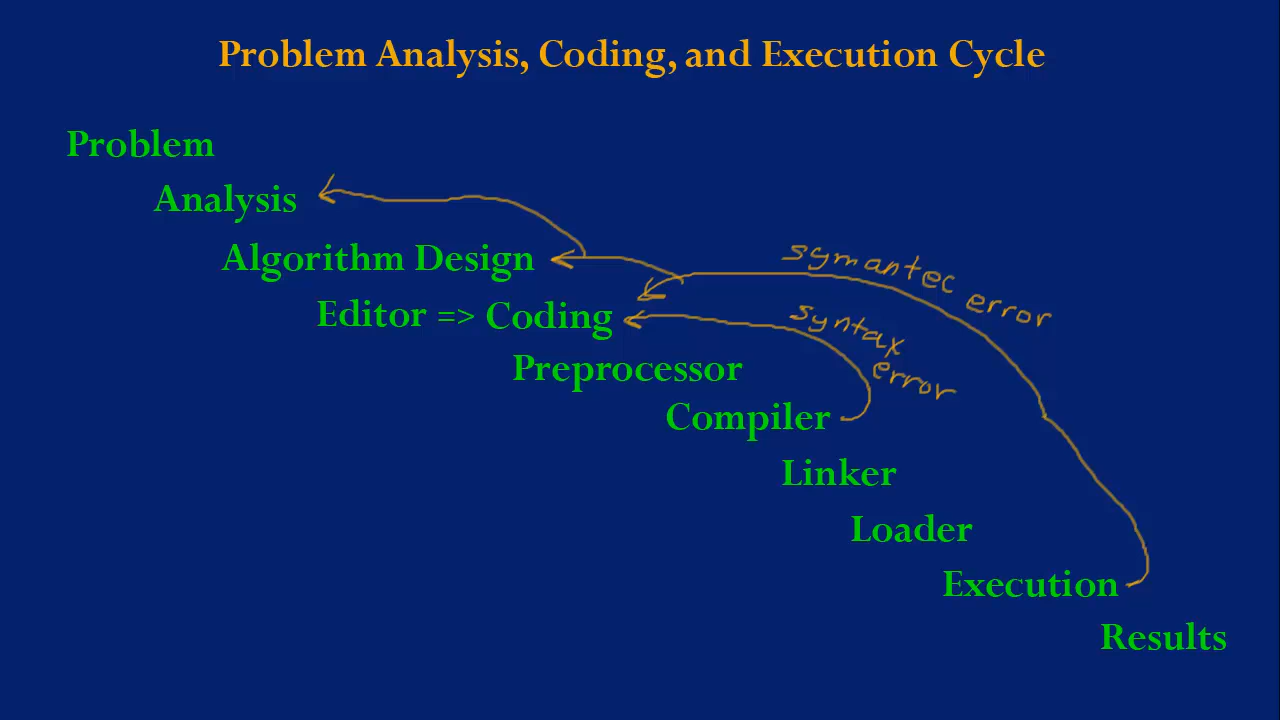 Problem Analysis, Coding, and Execution Cycle
Problem
Analysis
Algorithm Design
symantec error
Editor => Coding
syntax
error
Preprocessor
Compiler
Linker
Loader
Execution
Results